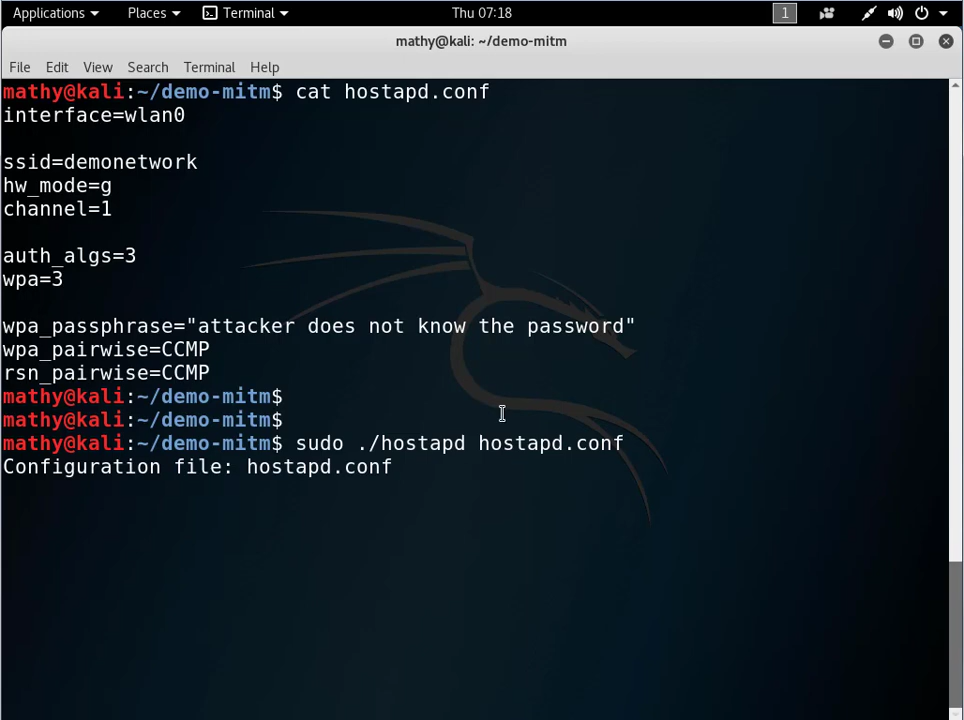 Applications Places Terminal Thu 07:18 1
mathy@kali: ~/demo-mitm
File Edit View Search Terminal Help
mathy@kali:~/demo-mitm$ cat hostapd.conf
interface=wlan0
ssid=demonetwork
hw_mode=g
channel=1
auth_algs=3
wpa=3
wpa_passphrase="attacker does not know the password"
wpa_pairwise=CCMP
rsn_pairwise=CCMP
mathy@kali:~/demo-mitm$
mathy@kali:~/demo-mitm$
mathy@kali:~/demo-mitm$ sudo ./hostapd hostapd.conf
Configuration file: hostapd.conf